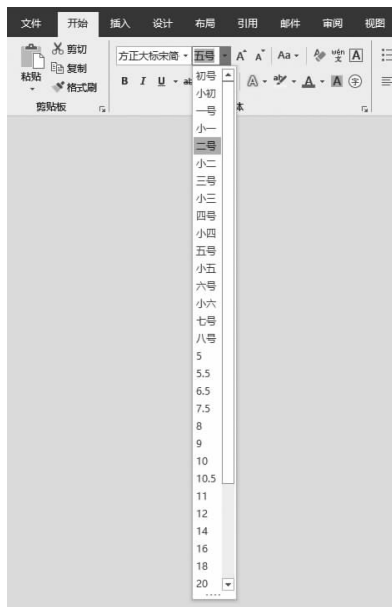 文件 开始 插入 设计 布局 引用 邮件 审阅 视图
剪切
复制
格式刷
粘贴
剪贴板
方正大标宋简 五号 A A Aa wén 文 A
B I U ab A aby A A 字
体
初号
小初
一号
小一
二号
小二
三号
小三
四号
小四
五号
小五
六号
小六
七号
八号
5
5.5
6.5
7.5
8
9
10
10.5
11
12
14
16
18
20